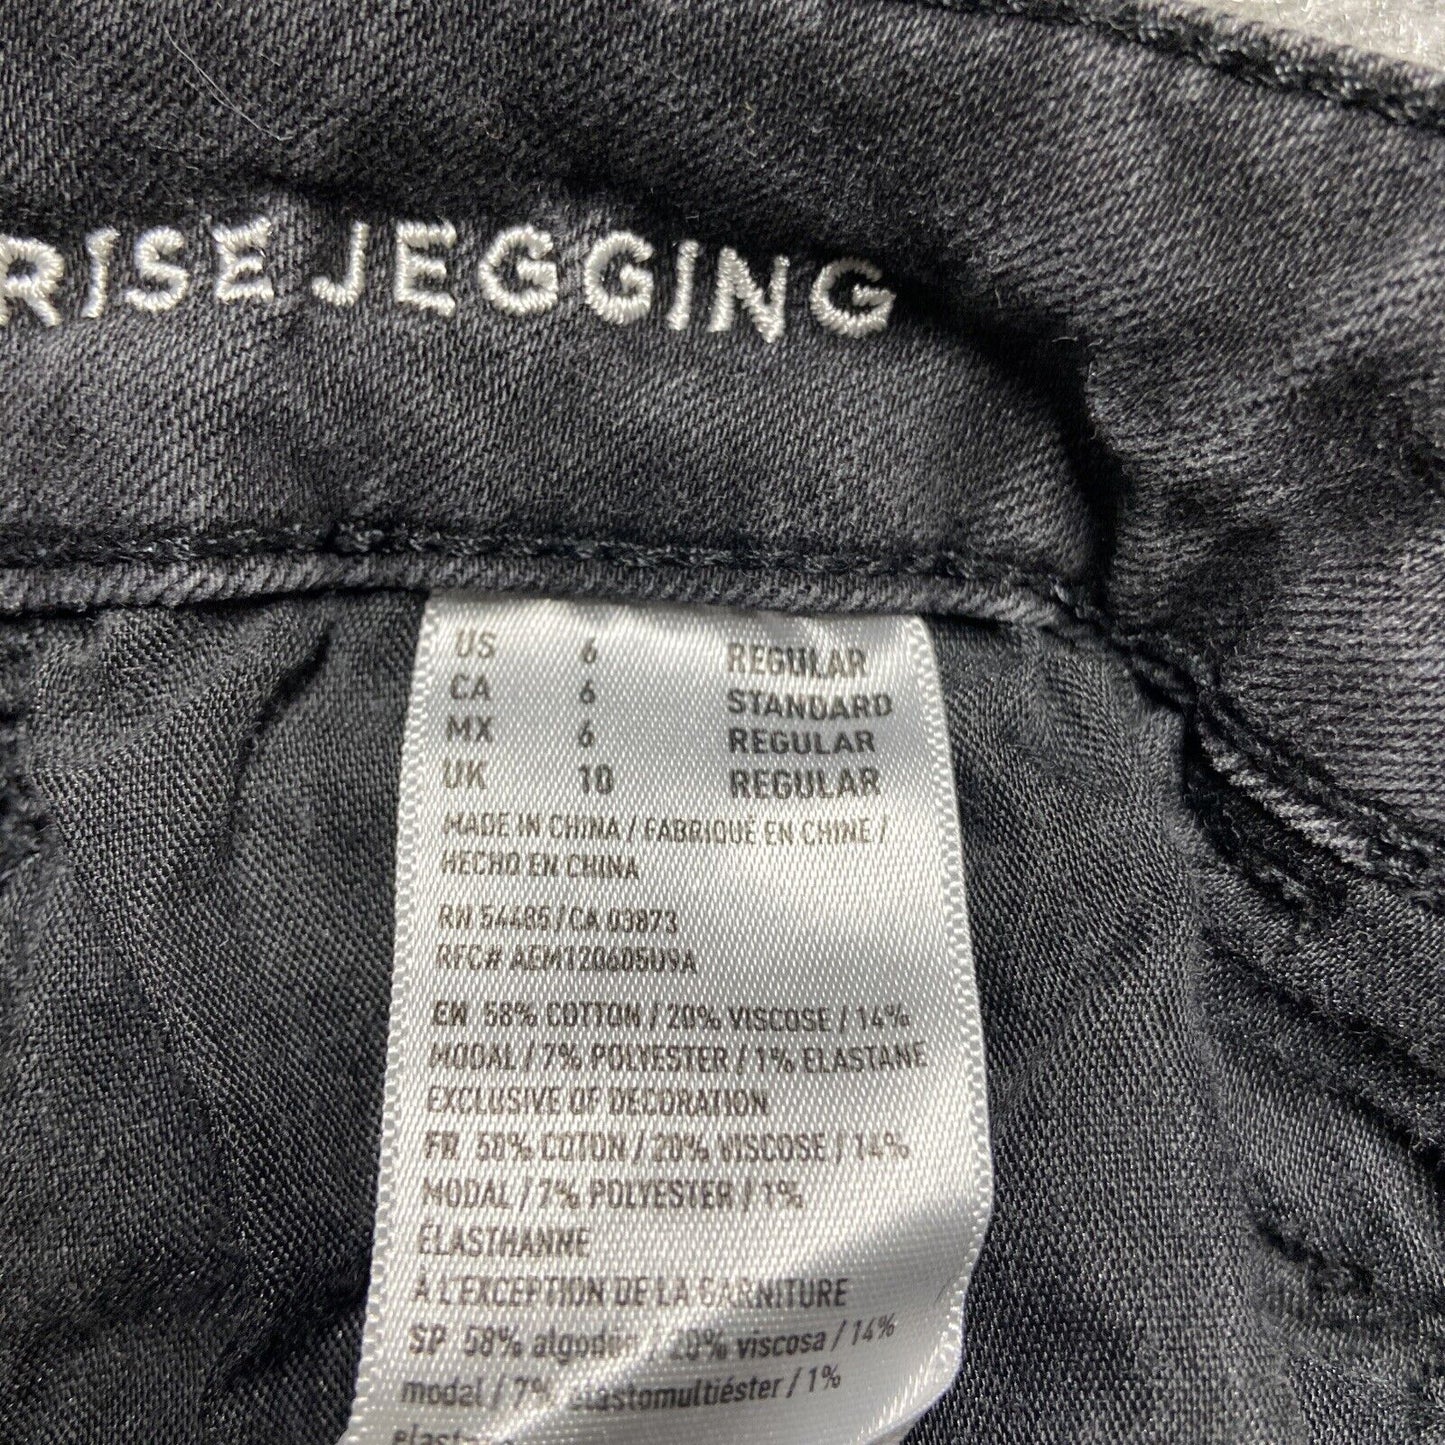 RISE JEGGING
US 6 REGULAR
CA 6 STANDARD
MX 6 REGULAR
UK 10 REGULAR
MADE IN CHINA / FABRIQUÉ EN CHINE /
HECHO EN CHINA
RN 54485 / CA 03873
RFC# AEM120605U9A
EN 58% COTTON / 20% VISCOSE / 14%
MODAL / 7% POLYESTER / 1% ELASTANE
EXCLUSIVE OF DECORATION
FR 58% COTON / 20% VISCOSE / 14%
MODAL / 7% POLYESTER / 1%
ÉLASTHANNE
À L'EXCEPTION DE LA GARNITURE
SP 58% algodon / 20% viscosa / 14%
modal / 7% elastomultiéster / 1%